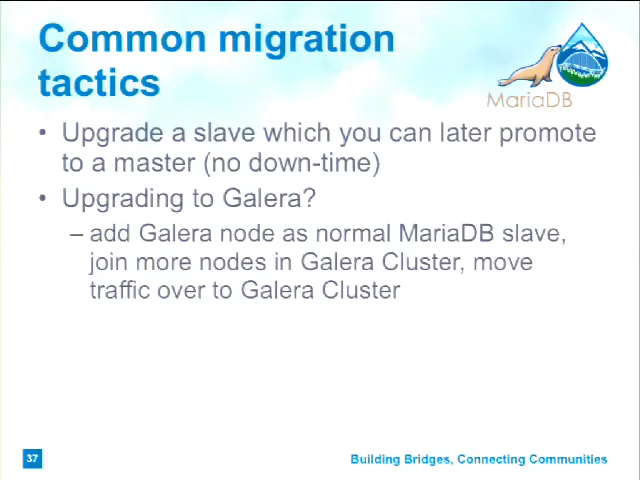 Common migration
tactics
MariaDB
• Upgrade a slave which you can later promote
to a master (no down-time)
• Upgrading to Galera?
– add Galera node as normal MariaDB slave,
join more nodes in Galera Cluster, move
traffic over to Galera Cluster
37
Building Bridges, Connecting Communities